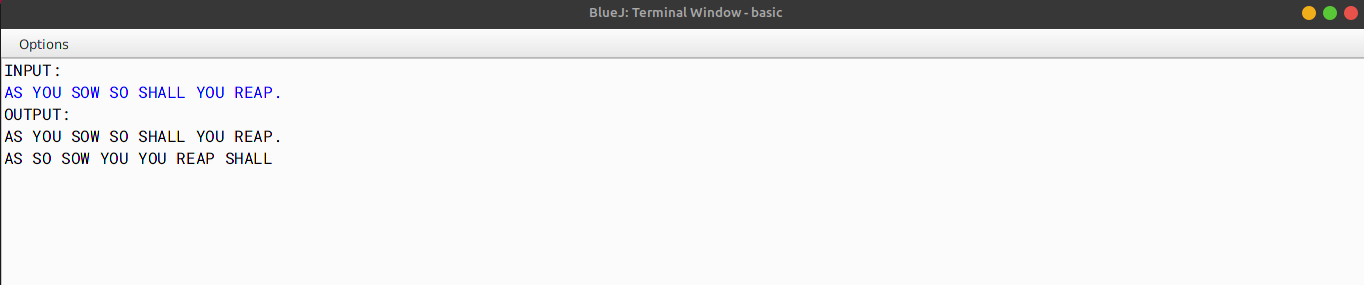 BlueJ: Terminal Window - basic
Options
INPUT:
AS YOU SOW SO SHALL YOU REAP.
OUTPUT:
AS YOU SOW SO SHALL YOU REAP.
AS SO SOW YOU YOU REAP SHALL